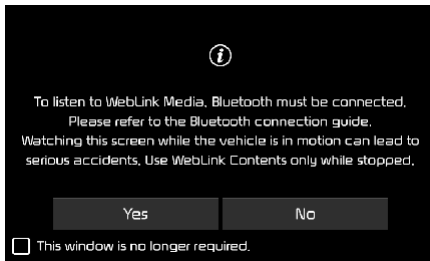 i
To listen to WebLink Media, Bluetooth must be connected.
Please refer to the Bluetooth connection guide.
Watching this screen while the vehicle is in motion can lead to
serious accidents. Use WebLink Contents only while stopped.
Yes No
This window is no longer required.